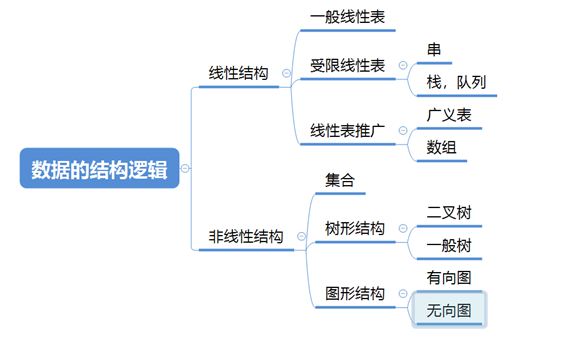 数据的结构逻辑
线性结构
一般线性表
受限线性表
串
栈，队列
线性表推广
广义表
数组
非线性结构
集合
树形结构
二叉树
一般树
图形结构
有向图
无向图